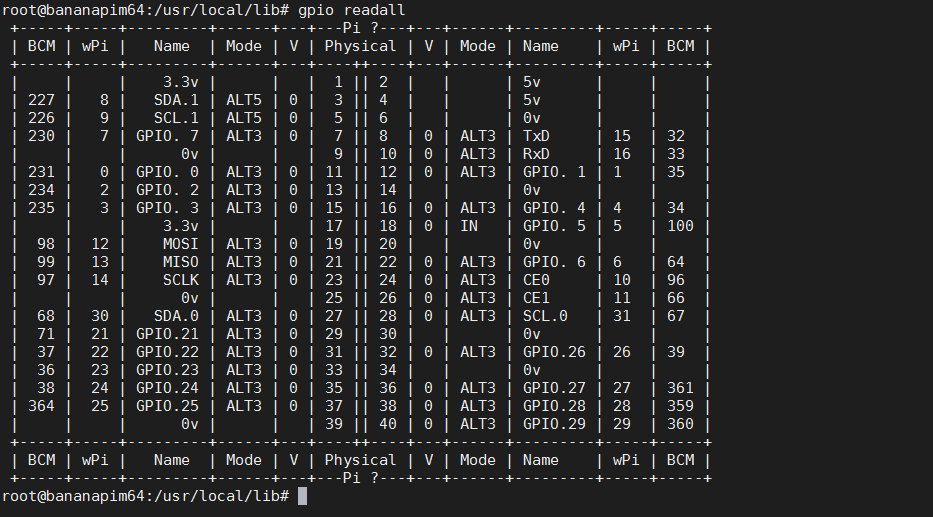 root@bananapim64:/usr/local/lib# gpio readall
 +-----+-----+---------+------+---+---Pi ?---+---+------+---------+-----+-----+
 | BCM | wPi |   Name  | Mode | V | Physical | V | Mode | Name    | wPi | BCM |
 +-----+-----+---------+------+---+----++----+---+------+---------+-----+-----+
 |     |     |    3.3v |      |   |  1 || 2  |   |      | 5v      |     |     |
 | 227 |   8 |   SDA.1 | ALT5 | 0 |  3 || 4  |   |      | 5v      |     |     |
 | 226 |   9 |   SCL.1 | ALT5 | 0 |  5 || 6  |   |      | 0v      |     |     |
 | 230 |   7 | GPIO. 7 | ALT3 | 0 |  7 || 8  | 0 | ALT3 | TxD     | 15  | 32  |
 |     |     |      0v |      |   |  9 || 10 | 0 | ALT3 | RxD     | 16  | 33  |
 | 231 |   0 | GPIO. 0 | ALT3 | 0 | 11 || 12 | 0 | ALT3 | GPIO. 1 | 1   | 35  |
 | 234 |   2 | GPIO. 2 | ALT3 | 0 | 13 || 14 |   |      | 0v      |     |     |
 | 235 |   3 | GPIO. 3 | ALT3 | 0 | 15 || 16 | 0 | ALT3 | GPIO. 4 | 4   | 34  |
 |     |     |    3.3v |      |   | 17 || 18 | 0 | IN   | GPIO. 5 | 5   | 100 |
 |  98 |  12 |    MOSI | ALT3 | 0 | 19 || 20 |   |      | 0v      |     |     |
 |  99 |  13 |    MISO | ALT3 | 0 | 21 || 22 | 0 | ALT3 | GPIO. 6 | 6   | 64  |
 |  97 |  14 |    SCLK | ALT3 | 0 | 23 || 24 | 0 | ALT3 | CE0     | 10  | 96  |
 |     |     |      0v |      |   | 25 || 26 | 0 | ALT3 | CE1     | 11  | 66  |
 |  68 |  30 |   SDA.0 | ALT3 | 0 | 27 || 28 | 0 | ALT3 | SCL.0   | 31  | 67  |
 |  71 |  21 | GPIO.21 | ALT3 | 0 | 29 || 30 |   |      | 0v      |     |     |
 |  37 |  22 | GPIO.22 | ALT3 | 0 | 31 || 32 | 0 | ALT3 | GPIO.26 | 26  | 39  |
 |  36 |  23 | GPIO.23 | ALT3 | 0 | 33 || 34 |   |      | 0v      |     |     |
 |  38 |  24 | GPIO.24 | ALT3 | 0 | 35 || 36 | 0 | ALT3 | GPIO.27 | 27  | 361 |
 | 364 |  25 | GPIO.25 | ALT3 | 0 | 37 || 38 | 0 | ALT3 | GPIO.28 | 28  | 359 |
 |     |     |      0v |      |   | 39 || 40 | 0 | ALT3 | GPIO.29 | 29  | 360 |
 +-----+-----+---------+------+---+----++----+---+------+---------+-----+-----+
 | BCM | wPi |   Name  | Mode | V | Physical | V | Mode | Name    | wPi | BCM |
 +-----+-----+---------+------+---+---Pi ?---+---+------+---------+-----+-----+
root@bananapim64:/usr/local/lib#